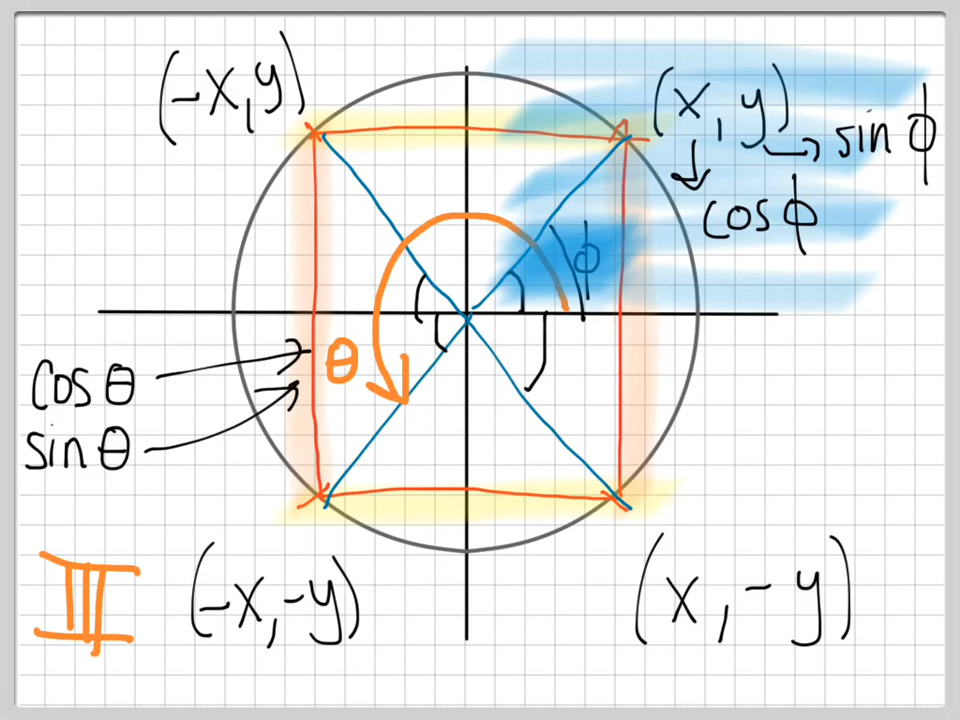 (-x,y)
(x,y) → sin ϕ
↓
cos ϕ
ϕ
θ
cos θ
sin θ
III
(-x,-y)
(x,-y)